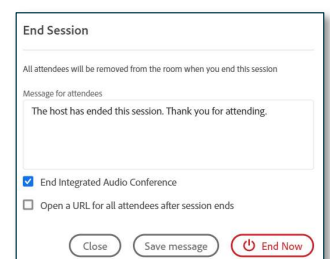 End Session
All attendees will be removed from the room when you end this session
Message for attendees
The host has ended this session. Thank you for attending.
End Integrated Audio Conference
Open a URL for all attendees after session ends
Close Save message End Now